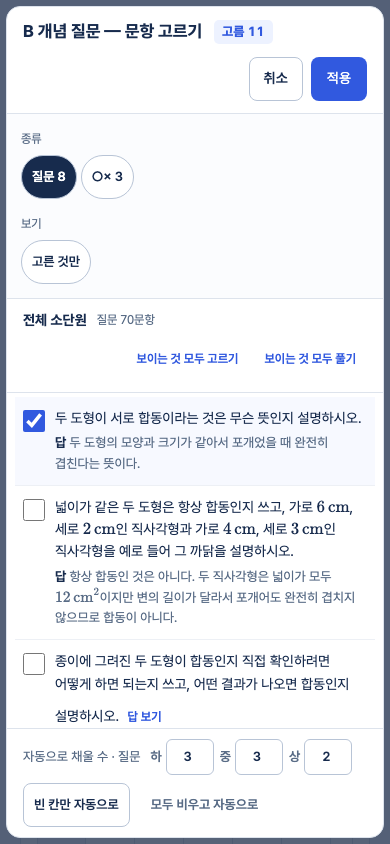 B 개념 질문 — 문항 고르기 고름 11
취소 적용
종류
질문 8 ○× 3
보기
고른 것만
전체 소단원 질문 70문항
보이는 것 모두 고르기 보이는 것 모두 풀기
두 도형이 서로 합동이라는 것은 무슨 뜻인지 설명하시오.
답 두 도형의 모양과 크기가 같아서 포개었을 때 완전히
겹친다는 뜻이다.
넓이가 같은 두 도형은 항상 합동인지 쓰고, 가로 6 cm,
세로 2 cm인 직사각형과 가로 4 cm, 세로 3 cm인
직사각형을 예로 들어 그 까닭을 설명하시오.
답 항상 합동인 것은 아니다. 두 직사각형은 넓이가 모두
12 cm²이지만 변의 길이가 달라서 포개어도 완전히 겹치지
않으므로 합동이 아니다.
종이에 그려진 두 도형이 합동인지 직접 확인하려면
어떻게 하면 되는지 쓰고, 어떤 결과가 나오면 합동인지
설명하시오. 답 보기
자동으로 채울 수 · 질문 하 3 중 3 상 2
빈 칸만 자동으로 모두 비우고 자동으로